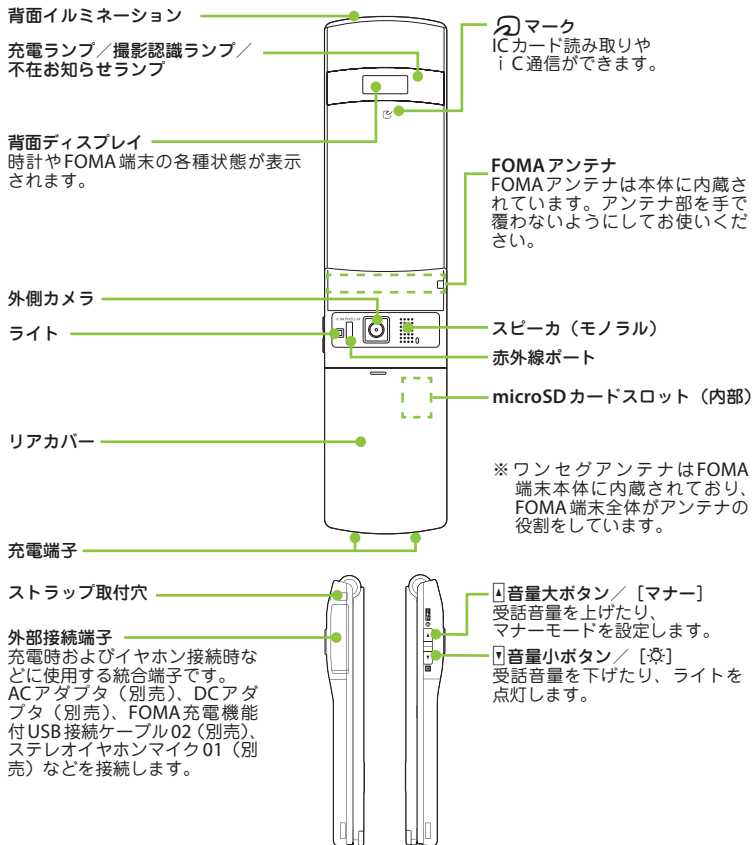 背面イルミネーション
充電ランプ／撮影認識ランプ／
不在お知らせランプ
背面ディスプレイ
時計やFOMA端末の各種状態が表示
されます。
外側カメラ
ライト
リアカバー
充電端子
マーク
ICカード読み取りや
ｉC通信ができます。
FOMAアンテナ
FOMAアンテナは本体に内蔵さ
れています。アンテナ部を手で
覆わないようにしてお使いくだ
さい。
スピーカ（モノラル）
赤外線ポート
microSDカードスロット（内部）
※ワンセグアンテナはFOMA
端末本体に内蔵されており、
FOMA端末全体がアンテナの
役割をしています。
ストラップ取付穴
外部接続端子
充電時およびイヤホン接続時な
どに使用する統合端子です。
ACアダプタ（別売）、DCアダ
プタ（別売）、FOMA充電機能
付USB接続ケーブル02（別売）、
ステレオイヤホンマイク01（別
売）などを接続します。
▲音量大ボタン／［マナー］
受話音量を上げたり、
マナーモードを設定します。
▼音量小ボタン／［］
受話音量を下げたり、ライトを
点灯します。